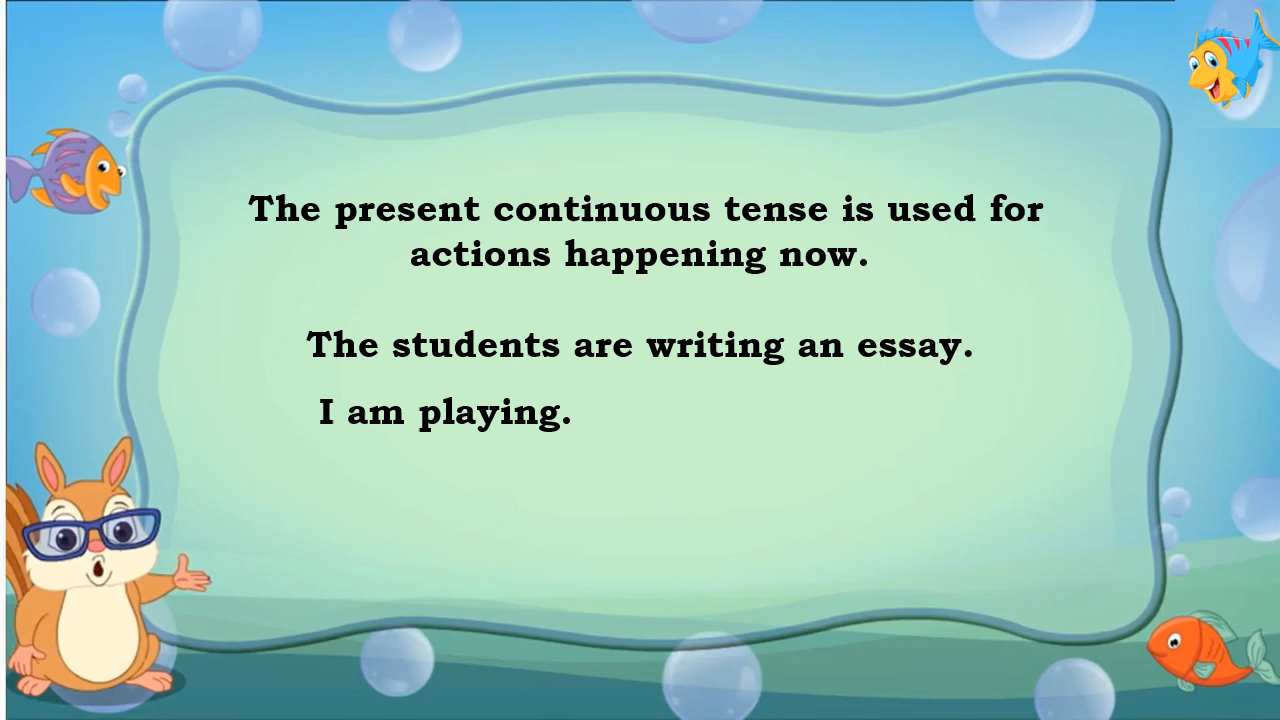 The present continuous tense is used for
actions happening now.
The students are writing an essay.
I am playing.